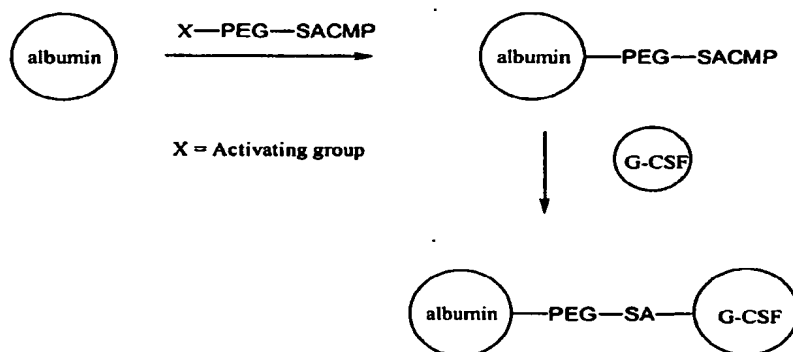 X—PEG—SACMP
albumin
albumin—PEG—SACMP
X = Activating group
G-CSF
albumin—PEG—SA—G-CSF